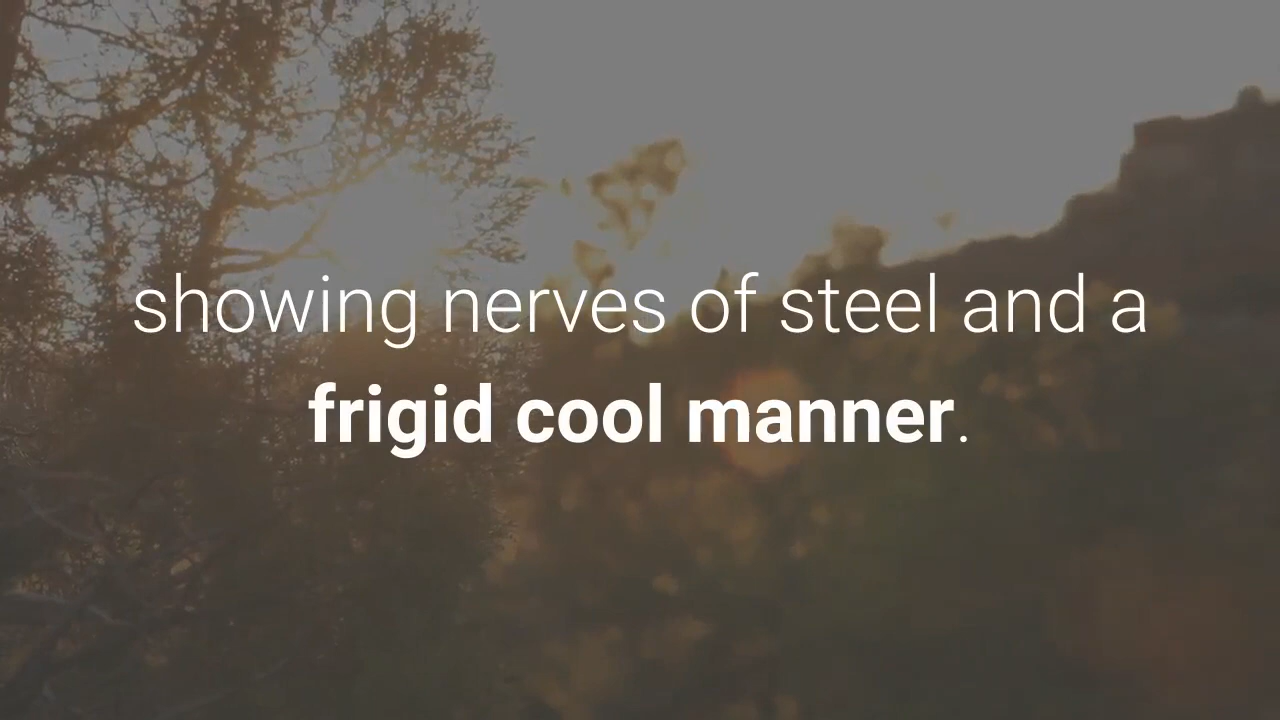 showing nerves of steel and a
frigid cool manner.